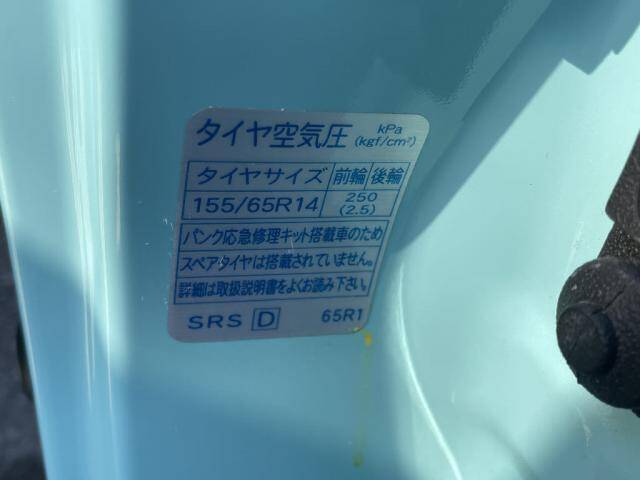 タイヤ空気圧 kPa (kgf/cm²)
タイヤサイズ 前輪 後輪
155/65R14 250 (2.5)
パンク応急修理キット搭載車のため
スペアタイヤは搭載されていません。
詳細は取扱説明書をよくお読み下さい。
SRS D 65R1